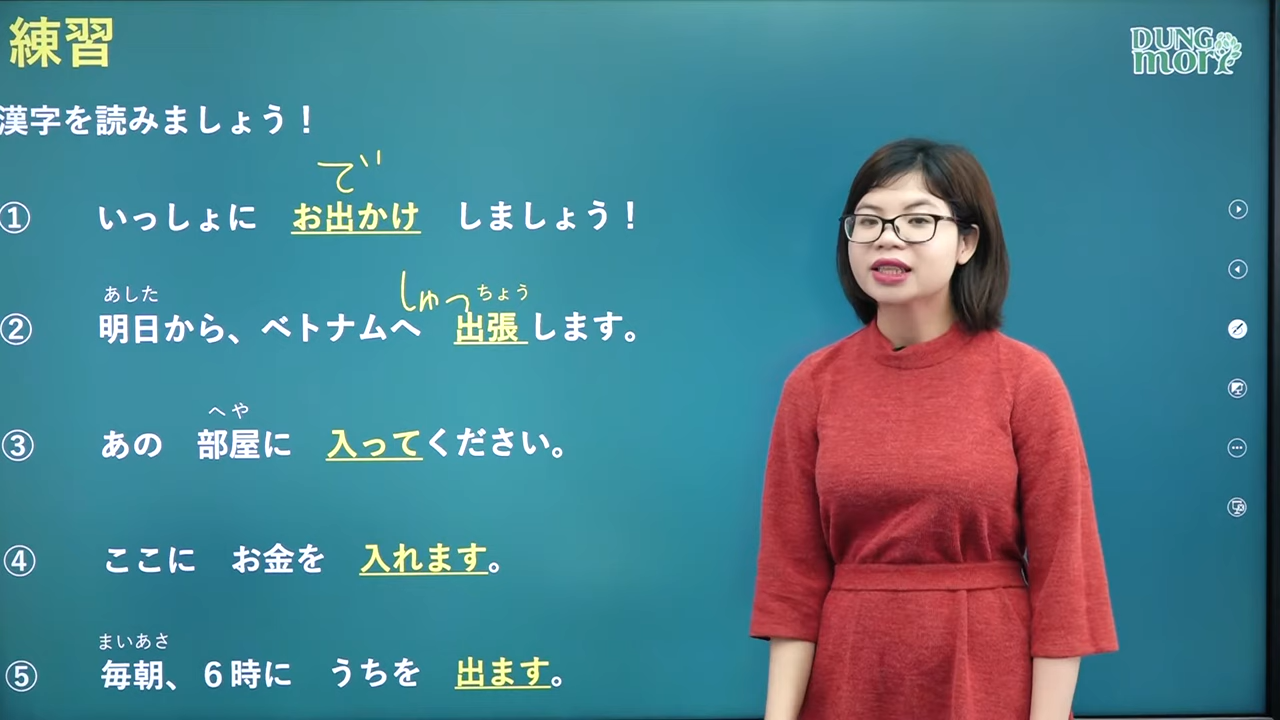 練習
DUNG
mori
漢字を読みましょう！
で
① いっしょに お出かけ しましょう！
あした しゅっちょう
② 明日から、ベトナムへ 出張します。
へや
③ あの 部屋に 入ってください。
④ ここに お金を 入れます。
まいあさ
⑤ 毎朝、６時に うちを 出ます。